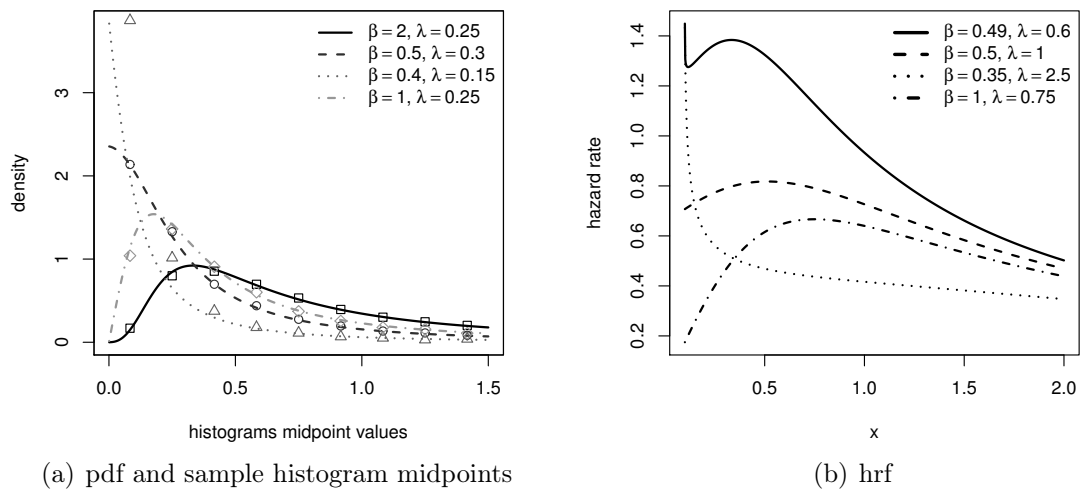 β = 2, λ = 0.25
β = 0.5, λ = 0.3
β = 0.4, λ = 0.15
β = 1, λ = 0.25
density
3
2
1
0
0.0 0.5 1.0 1.5
histograms midpoint values
(a) pdf and sample histogram midpoints
β = 0.49, λ = 0.6
β = 0.5, λ = 1
β = 0.35, λ = 2.5
β = 1, λ = 0.75
hazard rate
1.4
1.2
1.0
0.8
0.6
0.4
0.2
0.5 1.0 1.5 2.0
x
(b) hrf